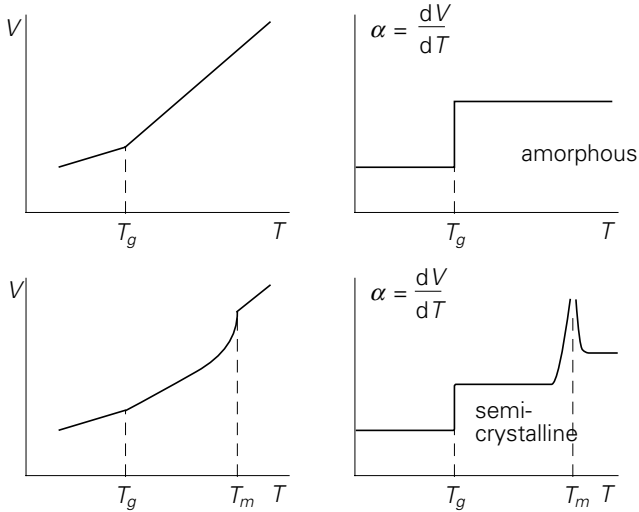 V
T_g
T
α = dV/dT
amorphous
T_g
T
V
T_g
T_m
T
α = dV/dT
semi-
crystalline
T_g
T_m
T